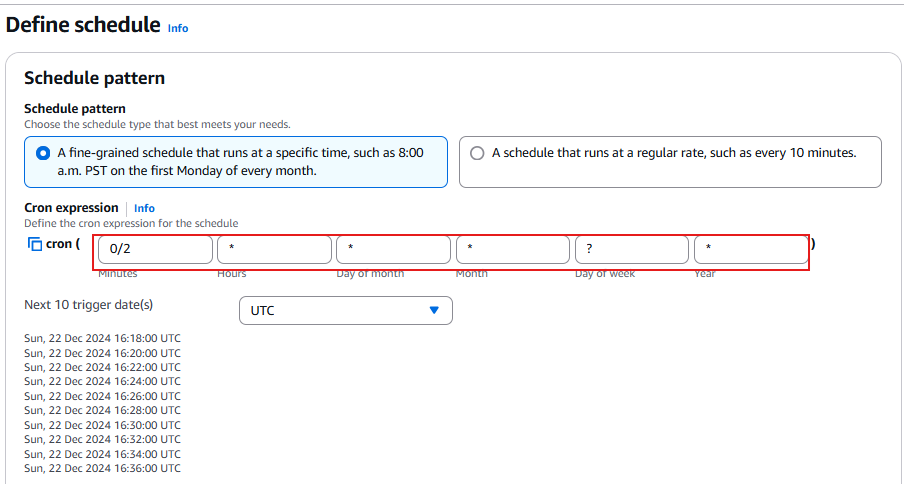 Define schedule Info
Schedule pattern
Schedule pattern
Choose the schedule type that best meets your needs.
A fine-grained schedule that runs at a specific time, such as 8:00
a.m. PST on the first Monday of every month.
A schedule that runs at a regular rate, such as every 10 minutes.
Cron expression Info
Define the cron expression for the schedule
cron ( 0/2 * * * ? * )
Minutes Hours Day of month Month Day of week Year
Next 10 trigger date(s) UTC
Sun, 22 Dec 2024 16:18:00 UTC
Sun, 22 Dec 2024 16:20:00 UTC
Sun, 22 Dec 2024 16:22:00 UTC
Sun, 22 Dec 2024 16:24:00 UTC
Sun, 22 Dec 2024 16:26:00 UTC
Sun, 22 Dec 2024 16:28:00 UTC
Sun, 22 Dec 2024 16:30:00 UTC
Sun, 22 Dec 2024 16:32:00 UTC
Sun, 22 Dec 2024 16:34:00 UTC
Sun, 22 Dec 2024 16:36:00 UTC